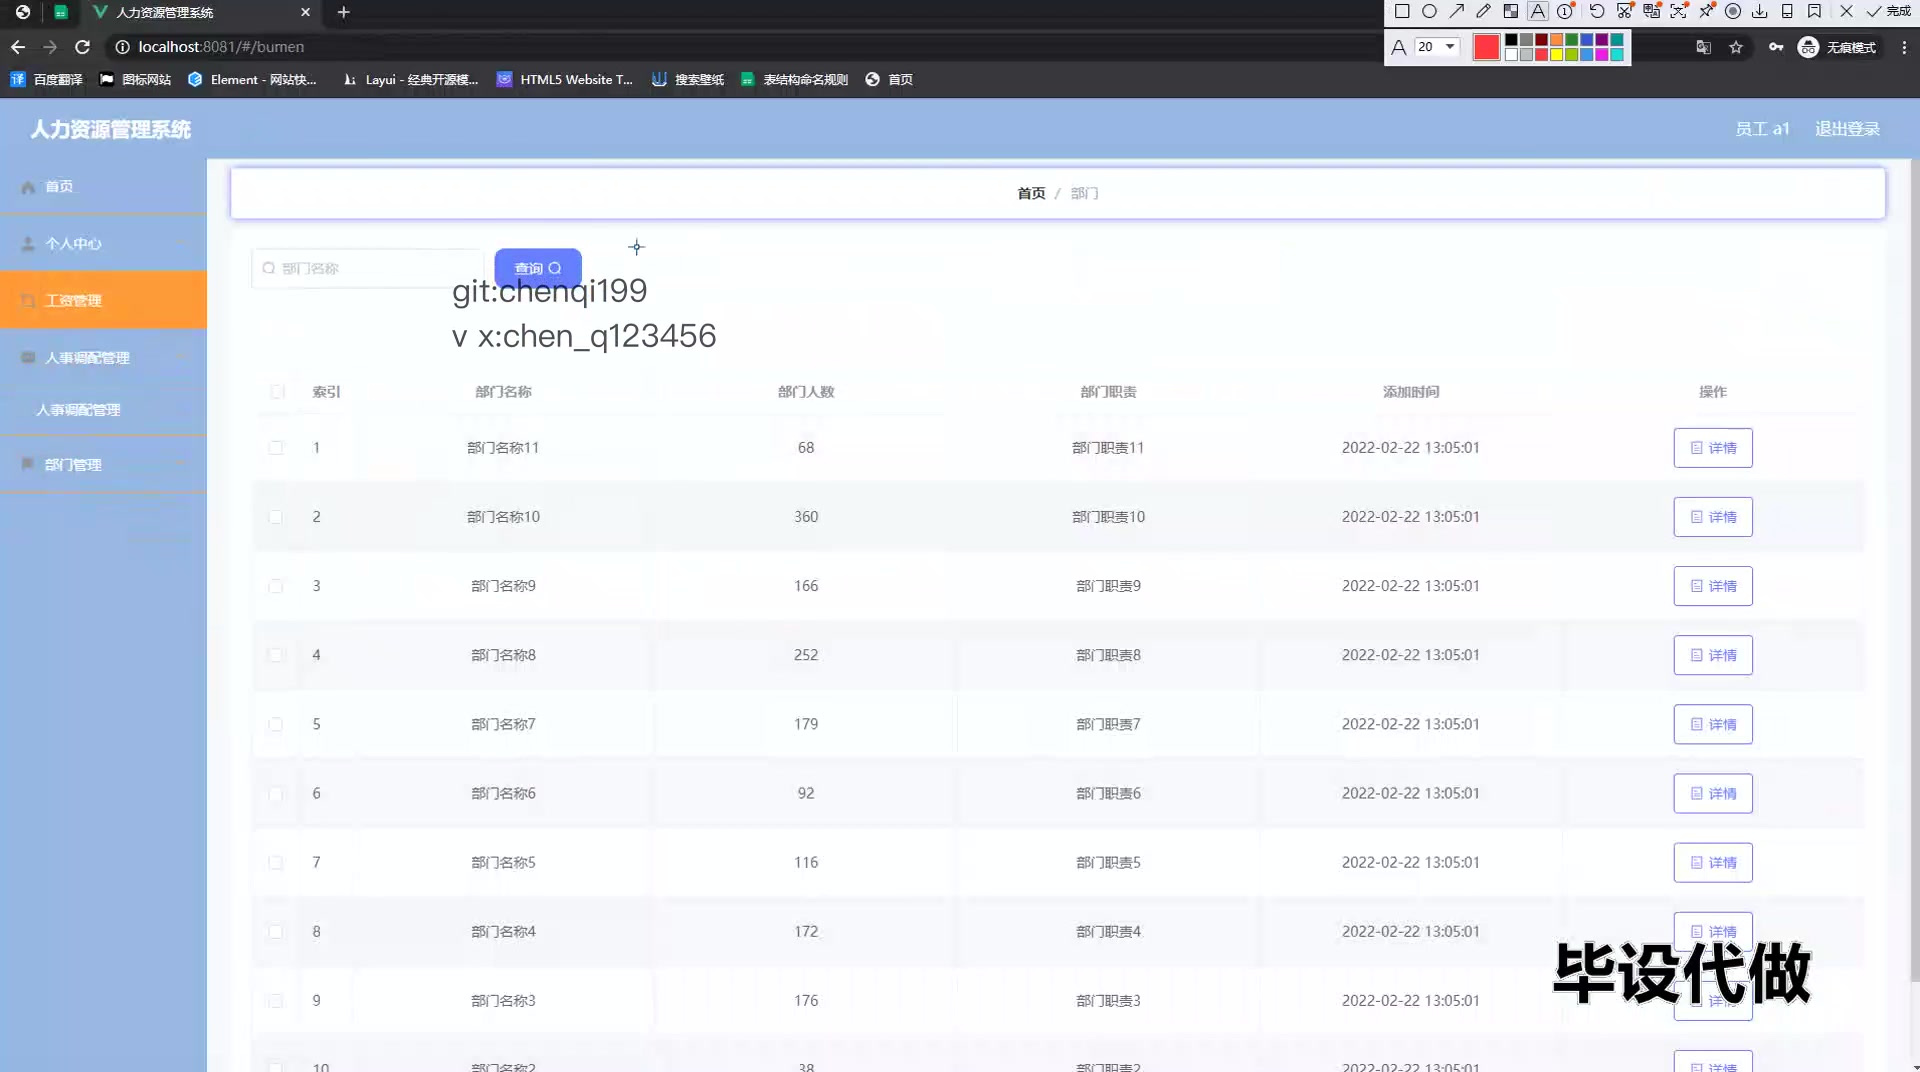 人力资源管理系统
完成
localhost:8081/#/bumen
A
20
无痕模式
译
百度翻译
图标网站
Element - 网站快...
Layui - 经典开源模...
HTML5 Website T...
搜索壁纸
表结构命名规则
首页
人力资源管理系统
员工 a1
退出登录
首页
个人中心
工资管理
人事调配管理
人事调配管理
部门管理
首页 / 部门
部门名称
查询
git:chenqi199
v x:chen_q123456
索引 部门名称 部门人数 部门职责 添加时间 操作
1 部门名称11 68 部门职责11 2022-02-22 13:05:01 详情
2 部门名称10 360 部门职责10 2022-02-22 13:05:01 详情
3 部门名称9 166 部门职责9 2022-02-22 13:05:01 详情
4 部门名称8 252 部门职责8 2022-02-22 13:05:01 详情
5 部门名称7 179 部门职责7 2022-02-22 13:05:01 详情
6 部门名称6 92 部门职责6 2022-02-22 13:05:01 详情
7 部门名称5 116 部门职责5 2022-02-22 13:05:01 详情
8 部门名称4 172 部门职责4 2022-02-22 13:05:01 详情
9 部门名称3 176 部门职责3 2022-02-22 13:05:01 详情
10 部门名称2 38 部门职责2 2022-02-22 13:05:01 详情
毕设代做